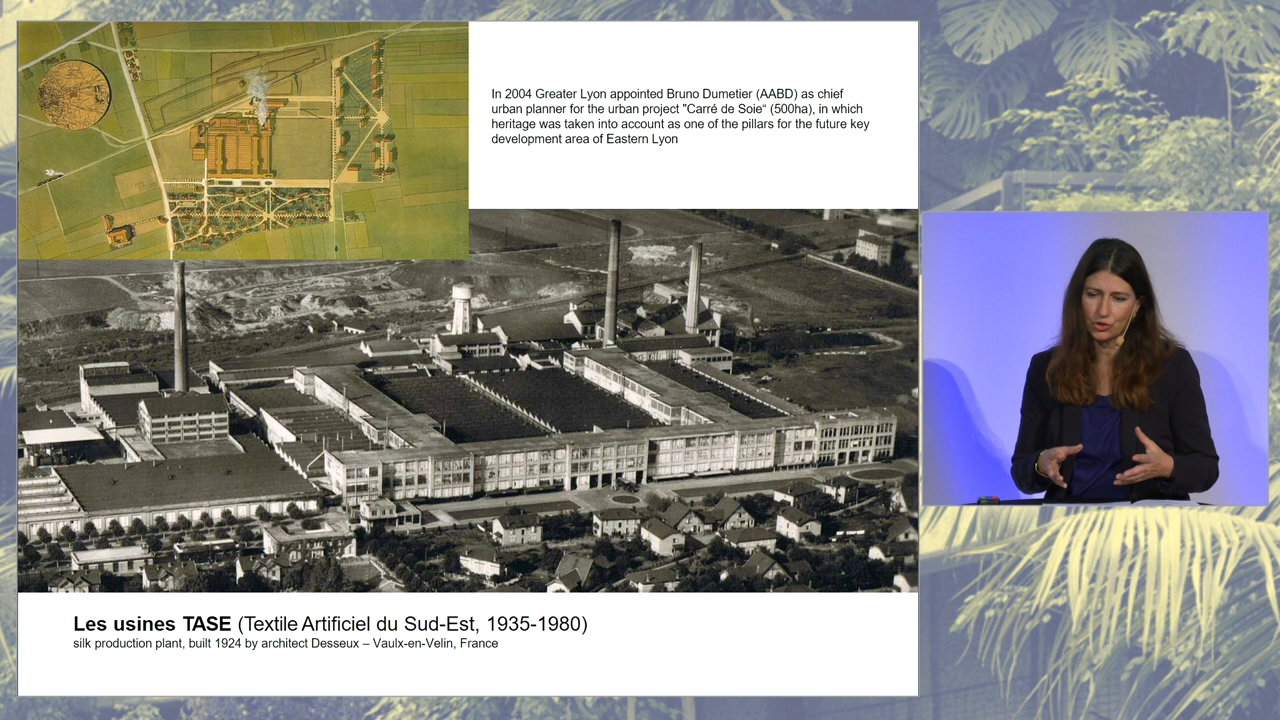 In 2004 Greater Lyon appointed Bruno Dumetier (AABD) as chief
urban planner for the urban project "Carré de Soie“ (500ha), in which
heritage was taken into account as one of the pillars for the future key
development area of Eastern Lyon
Les usines TASE (Textile Artificiel du Sud-Est, 1935-1980)
silk production plant, built 1924 by architect Desseux – Vaulx-en-Velin, France